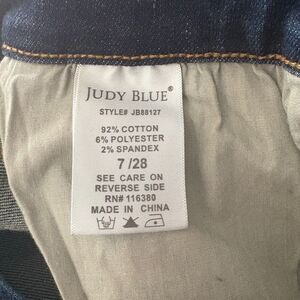 JUDY BLUE®
STYLE# JB88127
92% COTTON
6% POLYESTER
2% SPANDEX
7 / 28
SEE CARE ON
REVERSE SIDE
RN# 116380
MADE IN CHINA